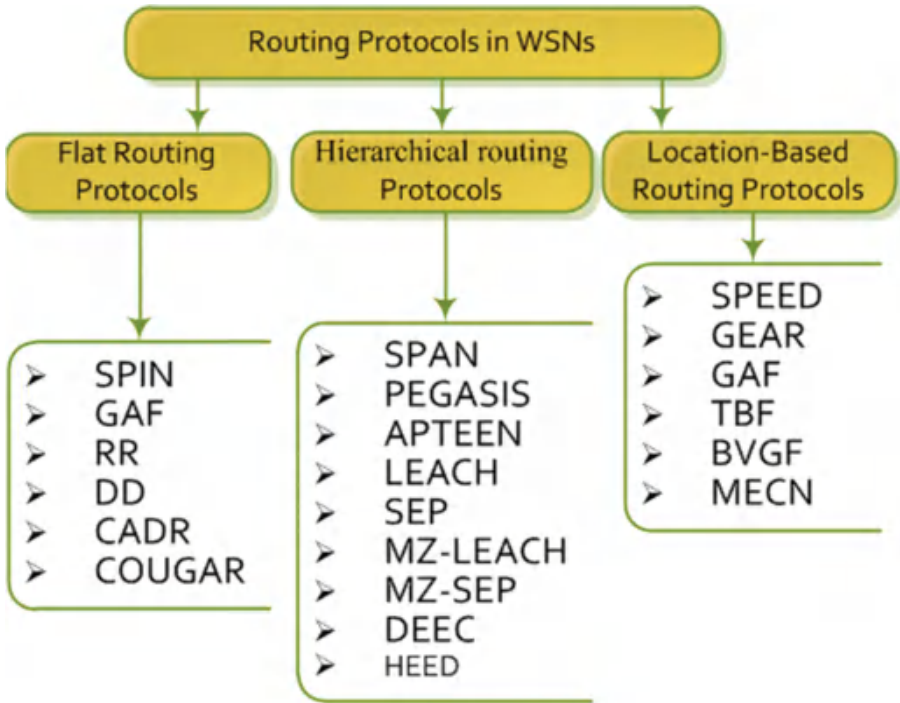 Routing Protocols in WSNs
Flat Routing
Protocols
Hierarchical routing
Protocols
Location-Based
Routing Protocols
SPIN
GAF
RR
DD
CADR
COUGAR
SPAN
PEGASIS
APTEEN
LEACH
SEP
MZ-LEACH
MZ-SEP
DEEC
HEED
SPEED
GEAR
GAF
TBF
BVGF
MECN